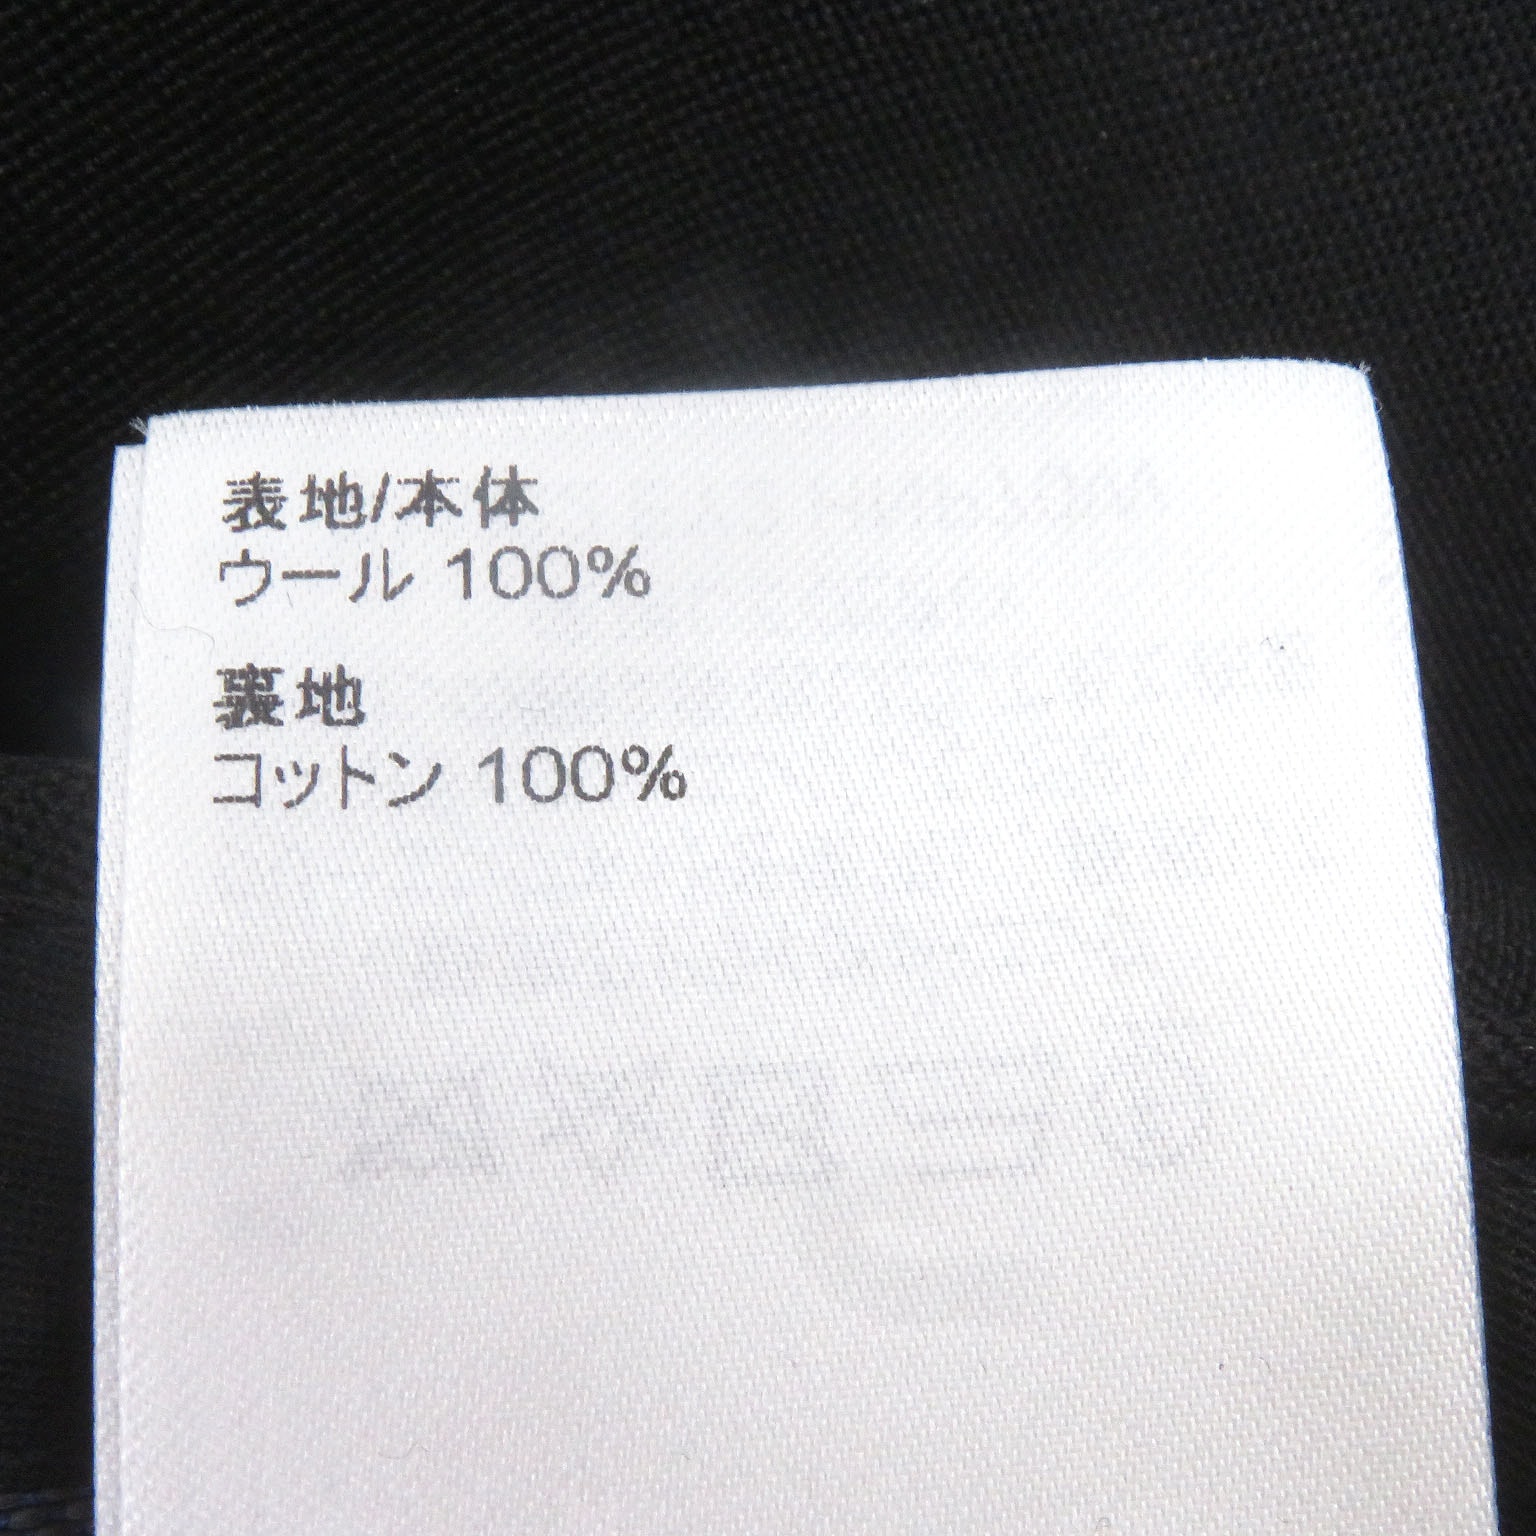 表地/本体
ウール 100%
裏地
コットン 100%